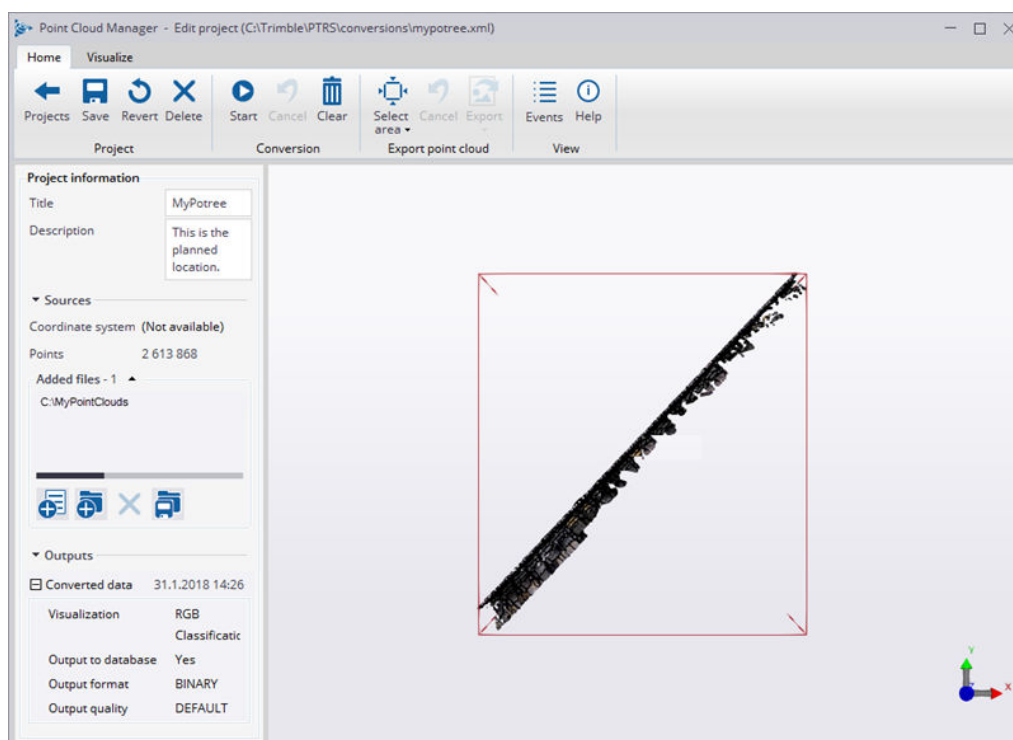 Point Cloud Manager - Edit project (C:\Trimble\PTRS\conversions\mypotree.xml)
Home Visualize
Projects Save Revert Delete Start Cancel Clear Select area Cancel Export Events Help
Project Conversion Export point cloud View
Project information
Title MyPotree
Description This is the
planned
location.
Sources
Coordinate system (Not available)
Points 2 613 868
Added files - 1
C:\MyPointClouds
Outputs
Converted data 31.1.2018 14:26
Visualization RGB
Classificatic
Output to database Yes
Output format BINARY
Output quality DEFAULT
Y
X